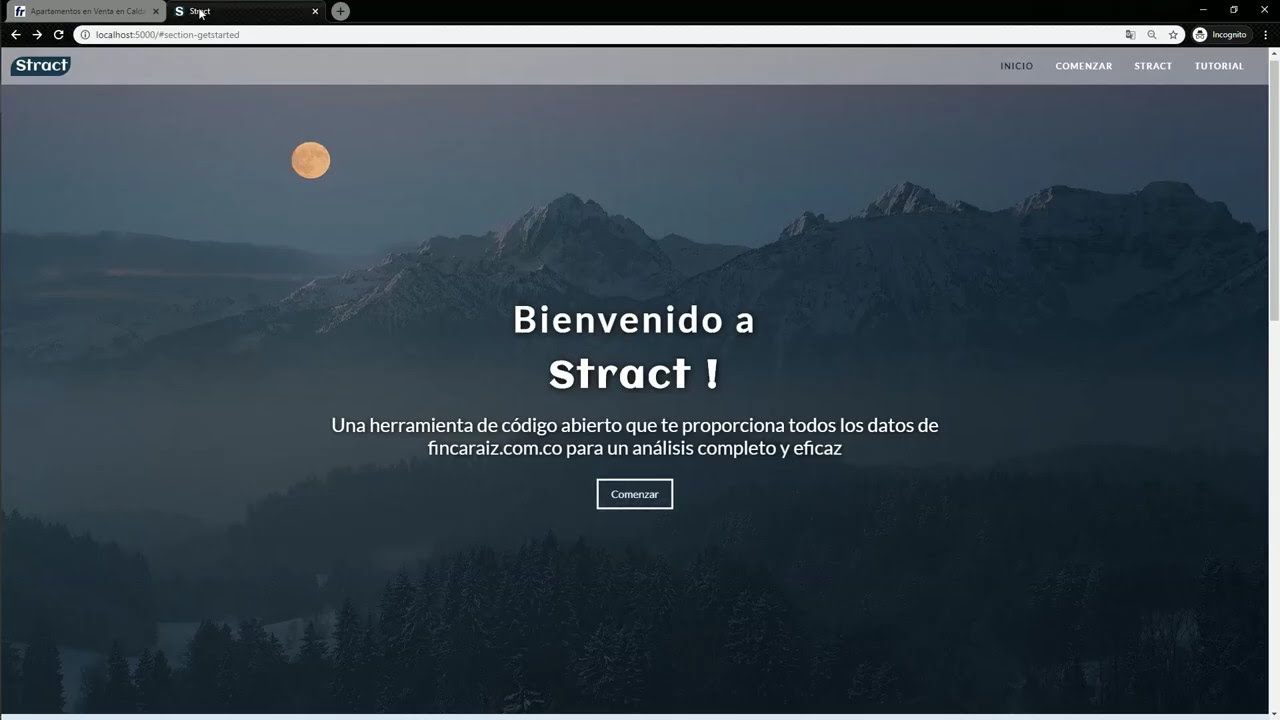 fr Apartamentos en Venta en Calda
S Stract
localhost:5000/#section-getstarted
Incognito
Stract
INICIO COMENZAR STRACT TUTORIAL
Bienvenido a
Stract !
Una herramienta de código abierto que te proporciona todos los datos de
fincaraiz.com.co para un análisis completo y eficaz
Comenzar